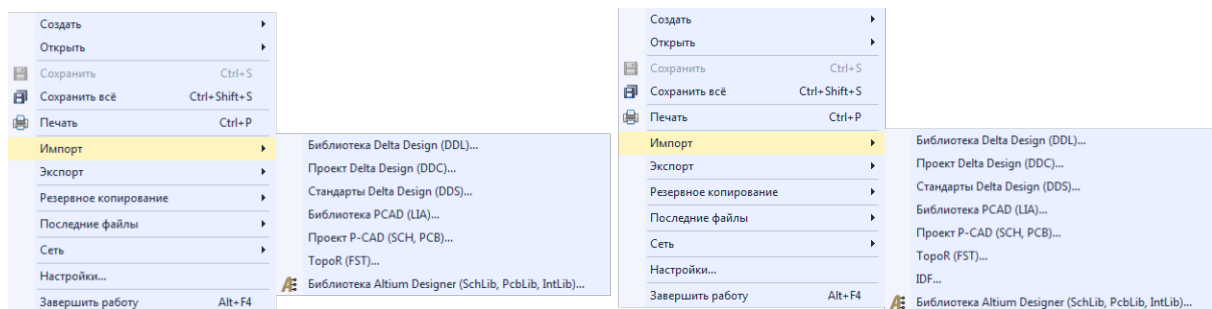 Создать
Открыть
Сохранить Ctrl+S
Сохранить всё Ctrl+Shift+S
Печать Ctrl+P
Импорт
Экспорт
Резервное копирование
Последние файлы
Сеть
Настройки...
Завершить работу Alt+F4
Библиотека Delta Design (DDL)...
Проект Delta Design (DDC)...
Стандарты Delta Design (DDS)...
Библиотека PCAD (LIA)...
Проект P-CAD (SCH, PCB)...
TopoR (FST)...
Библиотека Altium Designer (SchLib, PcbLib, IntLib)...
Создать
Открыть
Сохранить Ctrl+S
Сохранить всё Ctrl+Shift+S
Печать Ctrl+P
Импорт
Экспорт
Резервное копирование
Последние файлы
Сеть
Настройки...
Завершить работу Alt+F4
Библиотека Delta Design (DDL)...
Проект Delta Design (DDC)...
Стандарты Delta Design (DDS)...
Библиотека PCAD (LIA)...
Проект P-CAD (SCH, PCB)...
TopoR (FST)...
IDF...
Библиотека Altium Designer (SchLib, PcbLib, IntLib)...